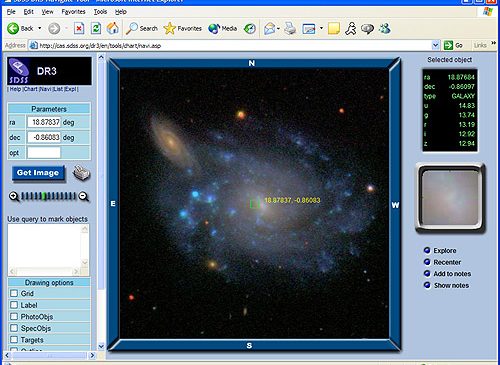 SDSS DR3 Navigate Tool - Microsoft Internet Explorer
File Edit View Favorites Tools Help
Back Search Favorites Media
Address http://cas.sdss.org/dr3/en/tools/chart/navi.asp Go Links
SDSS
DR3
| Help | Chart | Navi | List | Expl |
Parameters
ra 18.87837 deg
dec -0.86083 deg
opt
Get Image
Use query to mark objects
Drawing options
Grid
Label
PhotoObjs
SpecObjs
Targets
Outline
N
E
W
S
18.87837, -0.86083
Selected object
ra 18.87684
dec -0.86097
type GALAXY
u 14.83
g 13.74
r 13.19
i 12.92
z 12.94
Explore
Recenter
Add to notes
Show notes